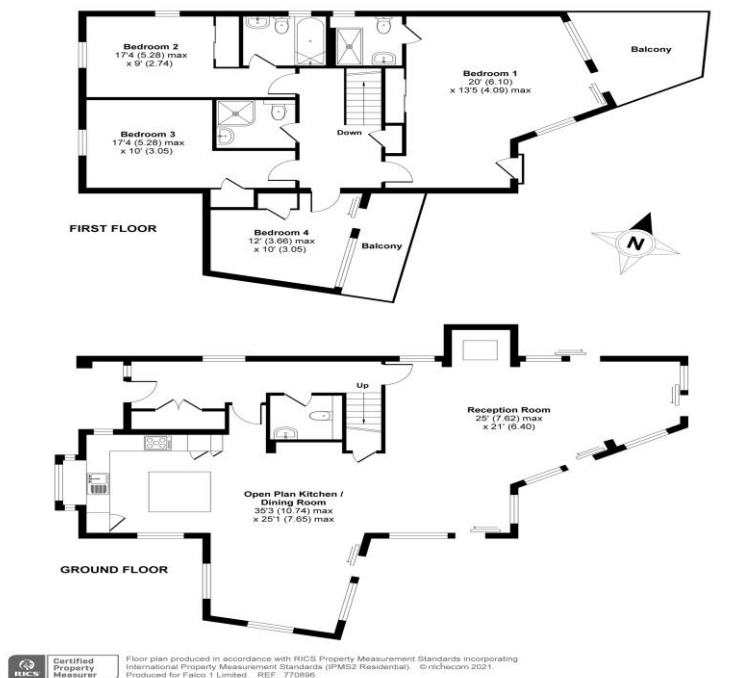 Bedroom 2
17'4 (5.28) max
x 9' (2.74)
Balcony
Bedroom 1
20' (6.10)
x 13'5 (4.09) max
Bedroom 3
17'4 (5.28) max
x 10' (3.05)
Down
FIRST FLOOR
Bedroom 4
12' (3.66) max
x 10' (3.05)
Balcony
N
Up
Reception Room
25' (7.62) max
x 21' (6.40)
Open Plan Kitchen /
Dining Room
35'3 (10.74) max
x 25'1 (7.65) max
GROUND FLOOR
RICS
Certified
Property
Measurer
Floor plan produced in accordance with RICS Property Measurement Standards incorporating
International Property Measurement Standards (IPMS2 Residential). © nichecom 2021.
Produced for Falco 1 Limited. REF: 770896